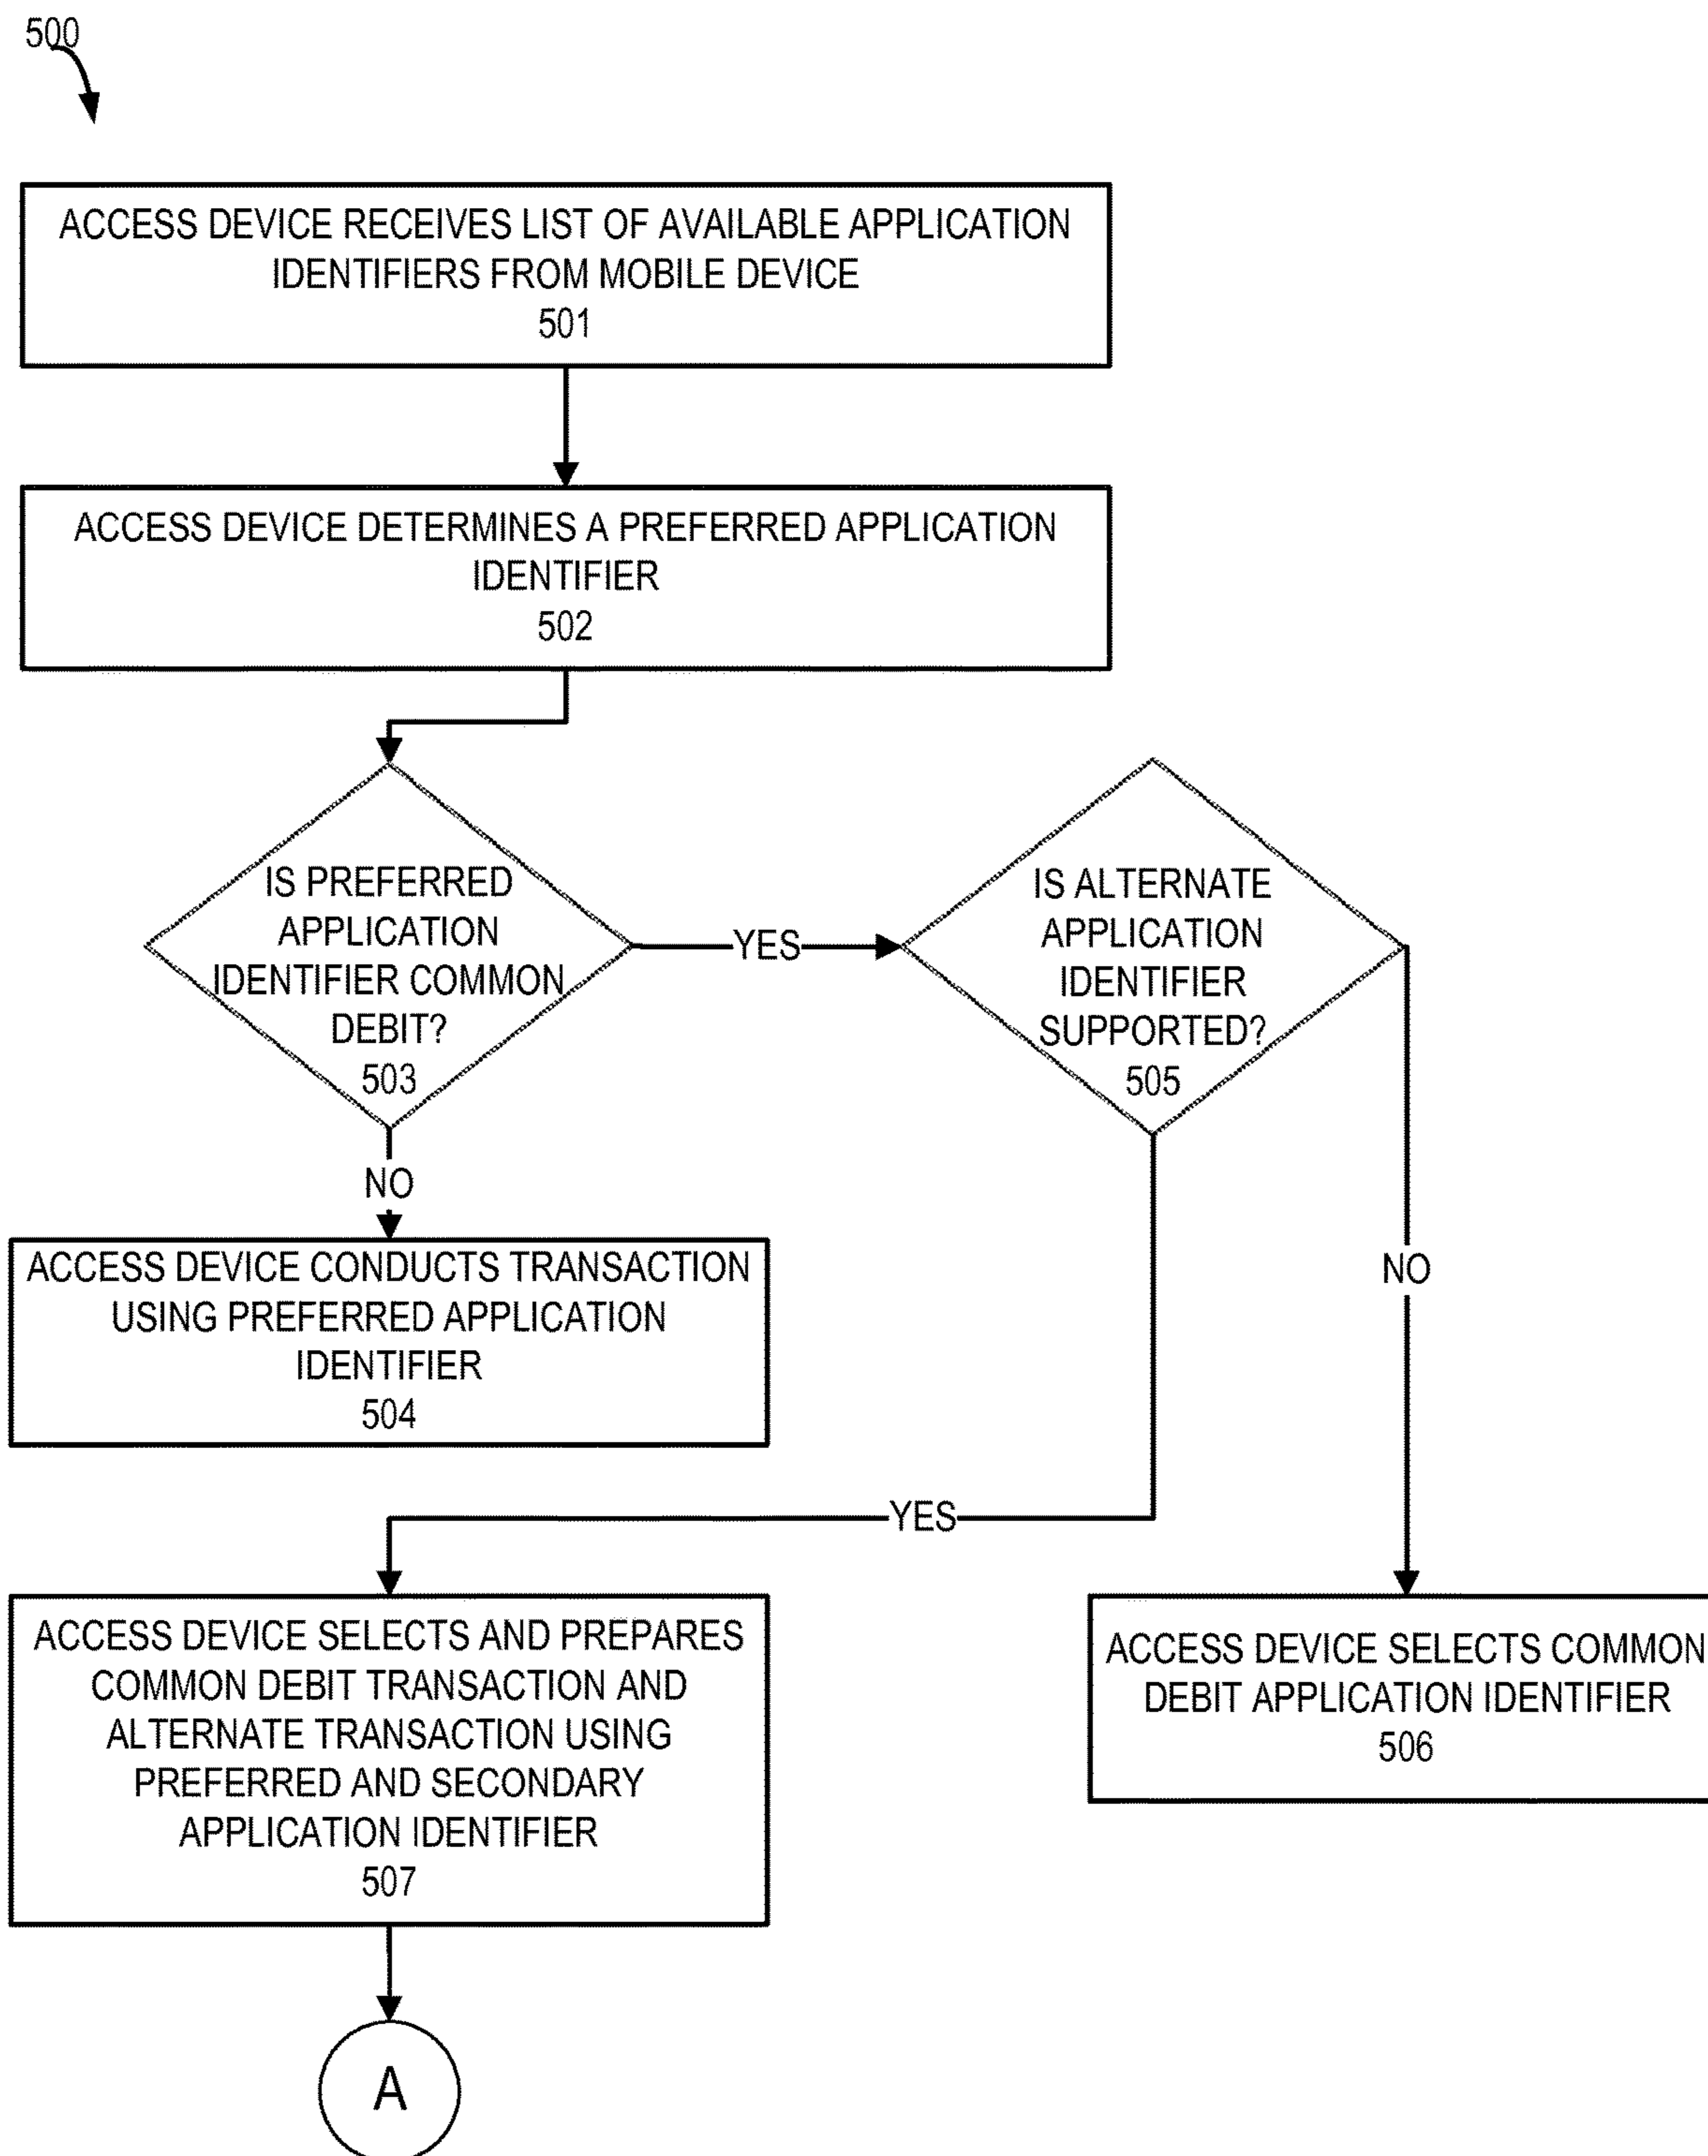 500
ACCESS DEVICE RECEIVES LIST OF AVAILABLE APPLICATION
IDENTIFIERS FROM MOBILE DEVICE
501
ACCESS DEVICE DETERMINES A PREFERRED APPLICATION
IDENTIFIER
502
IS PREFERRED
APPLICATION
IDENTIFIER COMMON
DEBIT?
503
YES
IS ALTERNATE
APPLICATION
IDENTIFIER
SUPPORTED?
505
NO
ACCESS DEVICE CONDUCTS TRANSACTION
USING PREFERRED APPLICATION
IDENTIFIER
504
NO
YES
ACCESS DEVICE SELECTS AND PREPARES
COMMON DEBIT TRANSACTION AND
ALTERNATE TRANSACTION USING
PREFERRED AND SECONDARY
APPLICATION IDENTIFIER
507
ACCESS DEVICE SELECTS COMMON
DEBIT APPLICATION IDENTIFIER
506
A